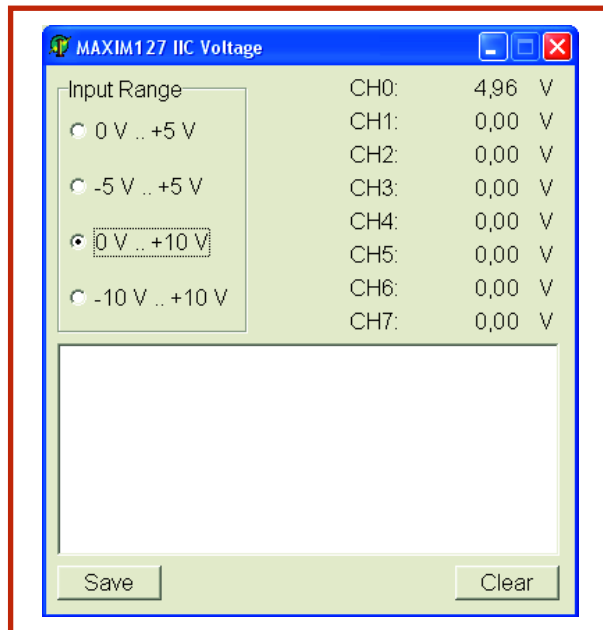 MAXIM127 IIC Voltage
Input Range
0 V .. +5 V
-5 V .. +5 V
0 V .. +10 V
-10 V .. +10 V
CH0: 4,96 V
CH1: 0,00 V
CH2: 0,00 V
CH3: 0,00 V
CH4: 0,00 V
CH5: 0,00 V
CH6: 0,00 V
CH7: 0,00 V
Save
Clear